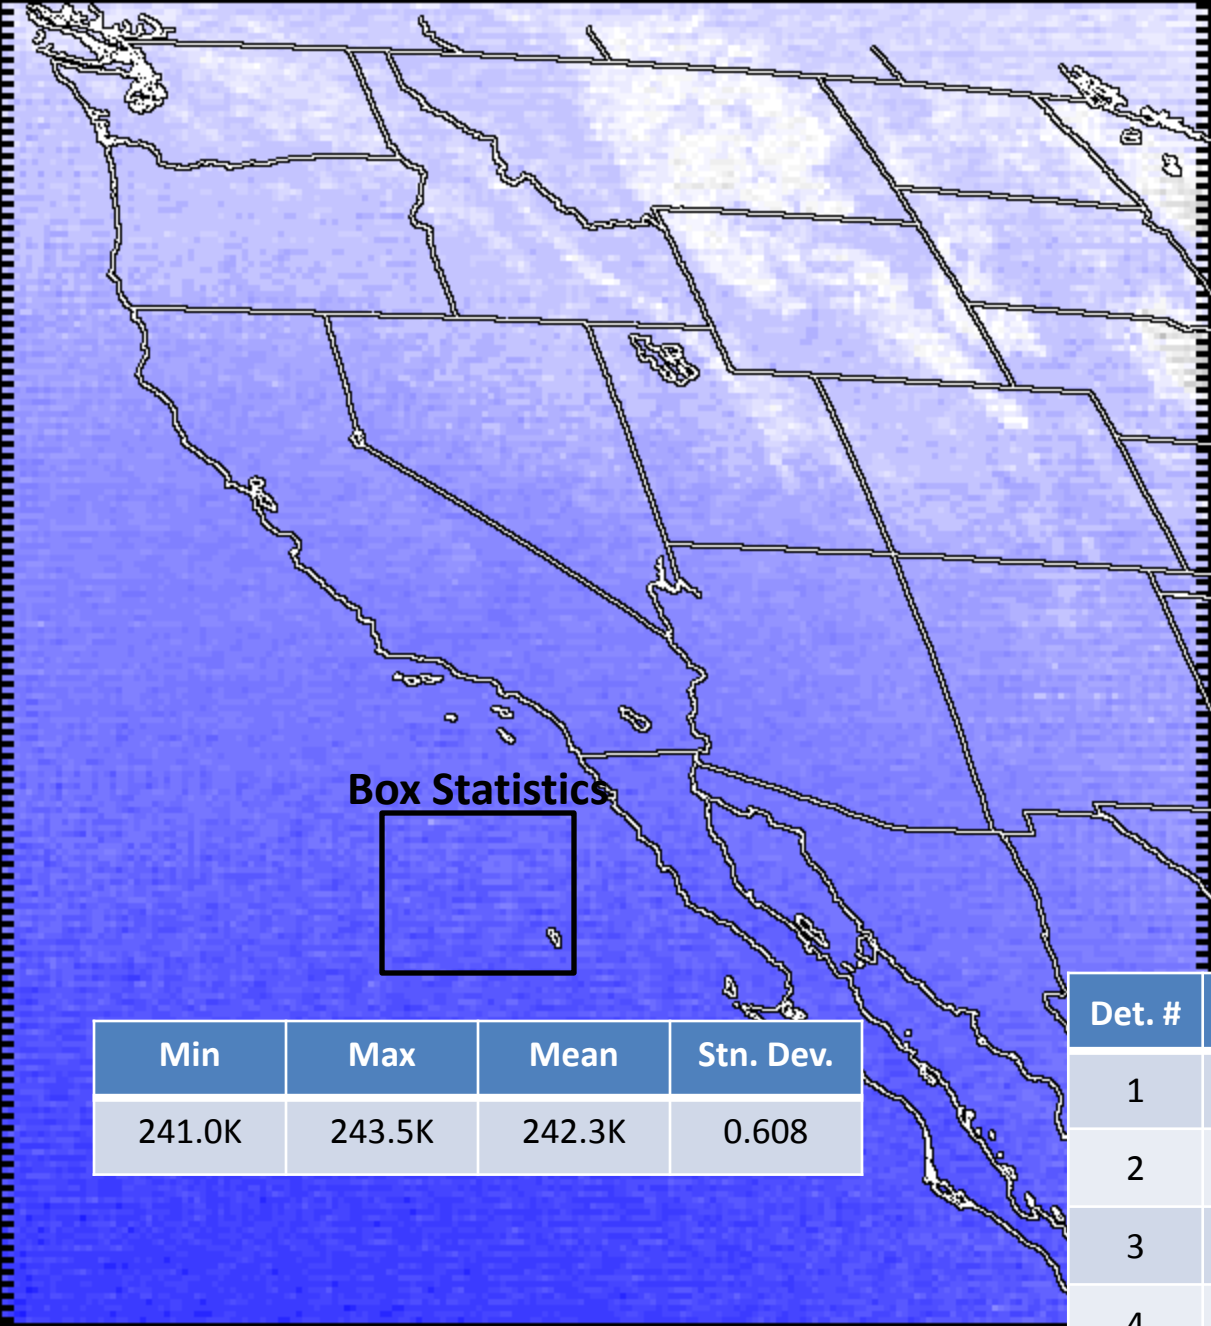 Box Statistics
Min Max Mean Stn. Dev.
241.0K 243.5K 242.3K 0.608
Det. #
1
2
3
4